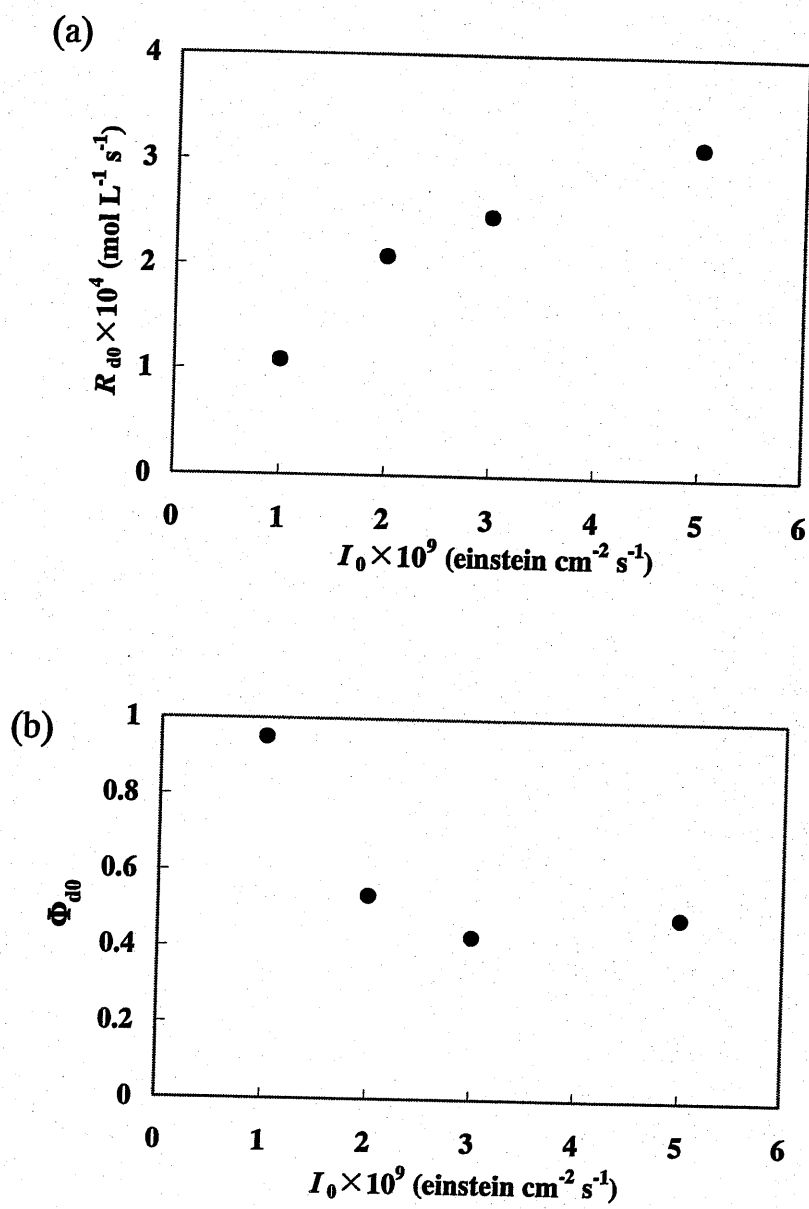 (a)
4
3
2
1
0
R_d0×10^4 (mol L^-1 s^-1)
0 1 2 3 4 5 6
I_0×10^9 (einstein cm^-2 s^-1)
(b)
1
0.8
0.6
0.4
0.2
0
Φ_d0
0 1 2 3 4 5 6
I_0×10^9 (einstein cm^-2 s^-1)